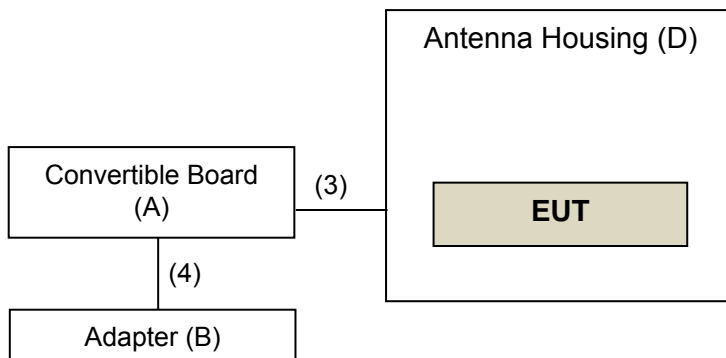 Antenna Housing (D)
Convertible Board
(A)
(3)
EUT
(4)
Adapter (B)